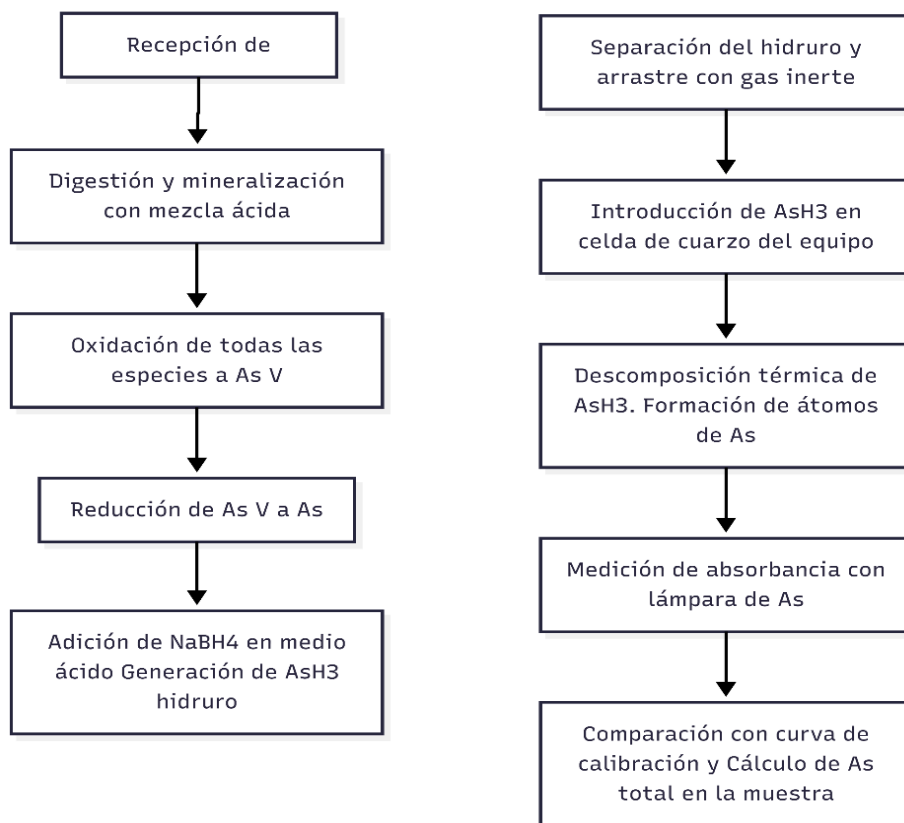 Recepción de
Digestión y mineralización
con mezcla ácida
Oxidación de todas las
especies a As V
Reducción de As V a As
Adición de NaBH4 en medio
ácido Generación de AsH3
hidruro
Separación del hidruro y
arrastre con gas inerte
Introducción de AsH3 en
celda de cuarzo del equipo
Descomposición térmica de
AsH3. Formación de átomos
de As
Medición de absorbancia con
lámpara de As
Comparación con curva de
calibración y Cálculo de As
total en la muestra